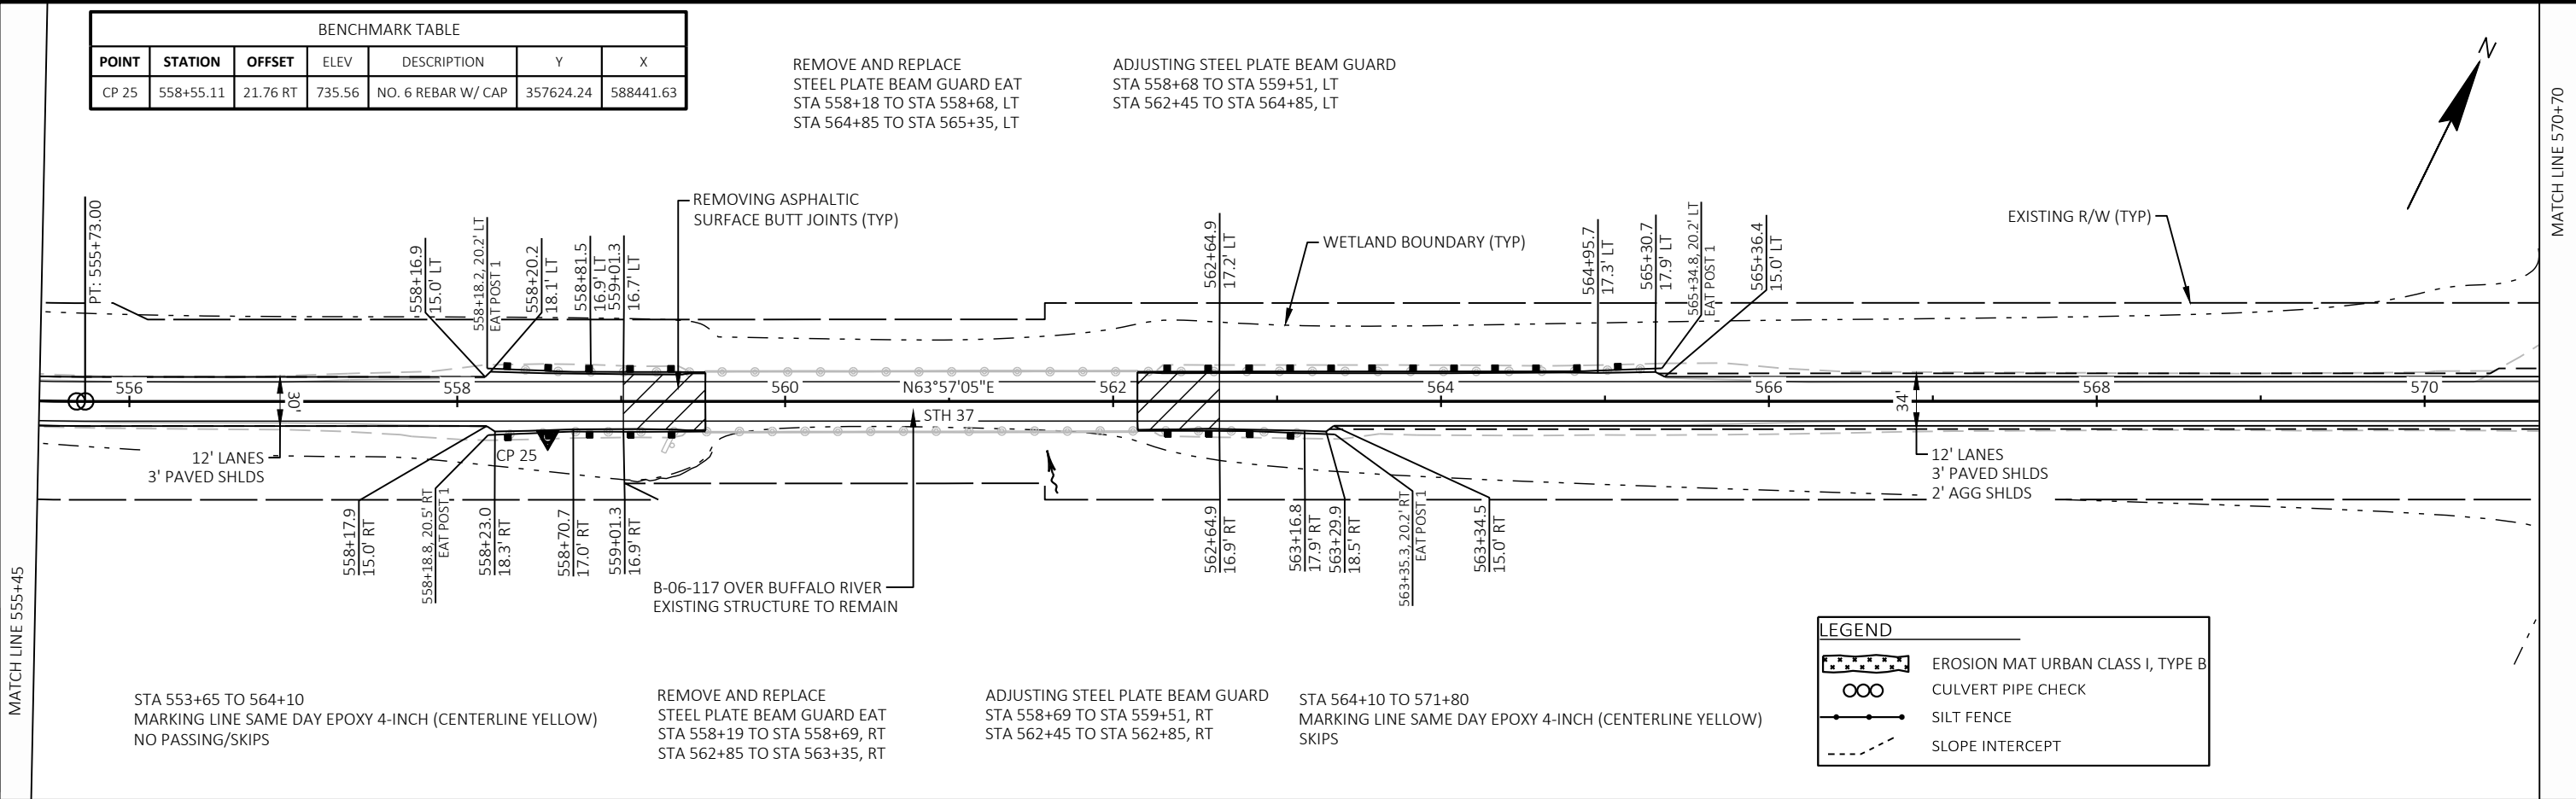 BENCHMARK TABLE
POINT STATION OFFSET ELEV DESCRIPTION Y X
CP 25 558+55.11 21.76 RT 735.56 NO. 6 REBAR W/ CAP 357624.24 588441.63
REMOVE AND REPLACE
STEEL PLATE BEAM GUARD EAT
STA 558+18 TO STA 558+68, LT
STA 564+85 TO STA 565+35, LT
ADJUSTING STEEL PLATE BEAM GUARD
STA 558+68 TO STA 559+51, LT
STA 562+45 TO STA 564+85, LT
N
MATCH LINE 570+70
PT: 555+73.00
558+16.9
15.0' LT
558+18.2, 20.2' LT
EAT POST 1
558+20.2
18.1' LT
558+81.5
16.9' LT
559+01.3
16.7' LT
REMOVING ASPHALTIC
SURFACE BUTT JOINTS (TYP)
562+64.9
17.2' LT
WETLAND BOUNDARY (TYP)
564+95.7
17.3' LT
565+30.7
17.9' LT
565+34.8, 20.2' LT
EAT POST 1
565+36.4
15.0' LT
EXISTING R/W (TYP)
556
558
560
N63°57'05"E
562
564
566
568
570
30'
STH 37
34'
12' LANES
3' PAVED SHLDS
CP 25
12' LANES
3' PAVED SHLDS
2' AGG SHLDS
558+17.9
15.0' RT
558+18.8, 20.5' RT
EAT POST 1
558+23.0
18.3' RT
558+70.7
17.0' RT
559+01.3
16.9' RT
B-06-117 OVER BUFFALO RIVER
EXISTING STRUCTURE TO REMAIN
562+64.9
16.9' RT
563+16.8
17.9' RT
563+29.9
18.5' RT
563+35.3, 20.2' RT
EAT POST 1
563+34.5
15.0' RT
MATCH LINE 555+45
STA 553+65 TO 564+10
MARKING LINE SAME DAY EPOXY 4-INCH (CENTERLINE YELLOW)
NO PASSING/SKIPS
REMOVE AND REPLACE
STEEL PLATE BEAM GUARD EAT
STA 558+19 TO STA 558+69, RT
STA 562+85 TO STA 563+35, RT
ADJUSTING STEEL PLATE BEAM GUARD
STA 558+69 TO STA 559+51, RT
STA 562+45 TO STA 562+85, RT
STA 564+10 TO 571+80
MARKING LINE SAME DAY EPOXY 4-INCH (CENTERLINE YELLOW)
SKIPS
LEGEND
EROSION MAT URBAN CLASS I, TYPE B
CULVERT PIPE CHECK
SILT FENCE
SLOPE INTERCEPT